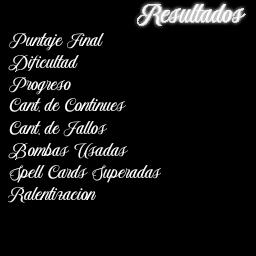 Resultados
Puntaje Final
Dificultad
Progreso
Cant. de Continues
Cant. de Fallos
Bombas Usadas
Spell Cards Superadas
Ralentizacion